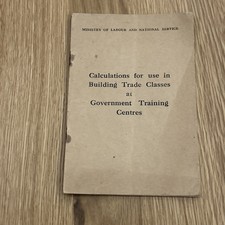 MINISTRY OF LABOUR AND NATIONAL SERVICE
Calculations for use in
Building Trade Classes
at
Government Training
Centres